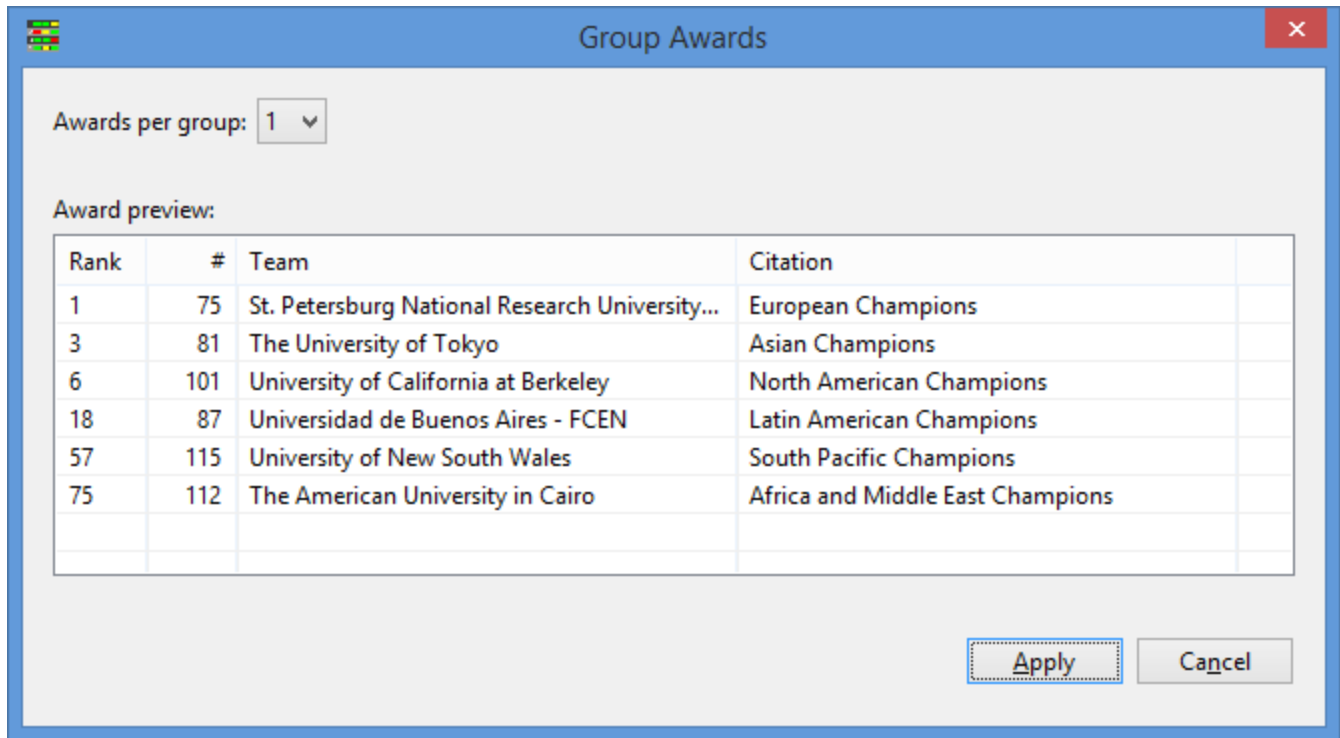 Group Awards
Awards per group: 1
Award preview:
Rank # Team Citation
1 75 St. Petersburg National Research University... European Champions
3 81 The University of Tokyo Asian Champions
6 101 University of California at Berkeley North American Champions
18 87 Universidad de Buenos Aires - FCEN Latin American Champions
57 115 University of New South Wales South Pacific Champions
75 112 The American University in Cairo Africa and Middle East Champions
Apply Cancel